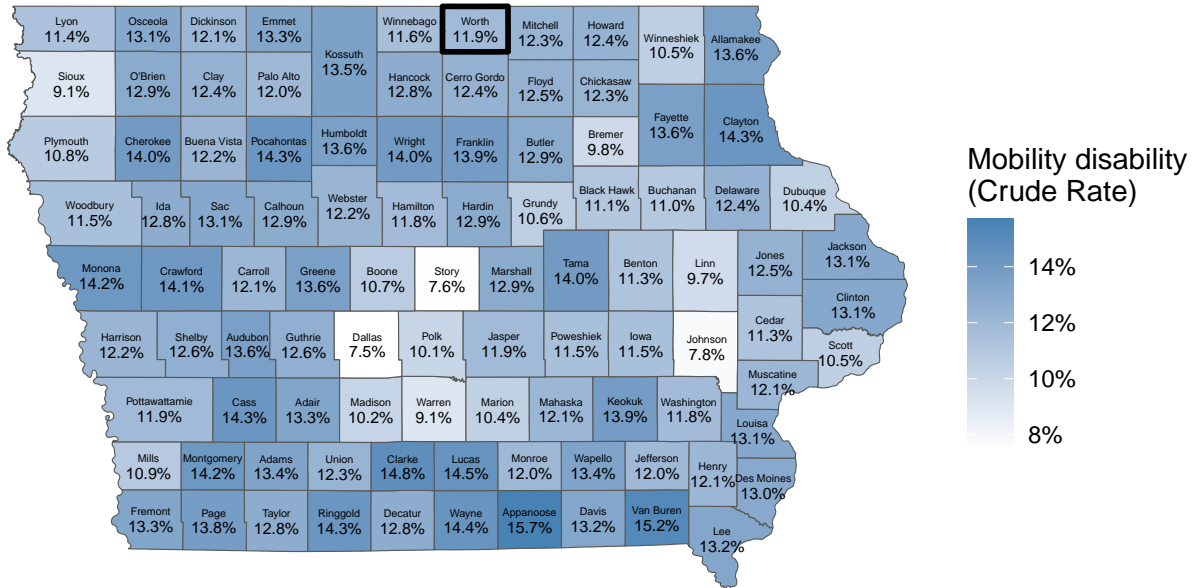 Lyon
11.4%
Osceola
13.1%
Dickinson
12.1%
Emmet
13.3%
Kossuth
13.5%
Winnebago
11.6%
Worth
11.9%
Mitchell
12.3%
Howard
12.4%
Winneshiek
10.5%
Allamakee
13.6%
Sioux
9.1%
O'Brien
12.9%
Clay
12.4%
Palo Alto
12.0%
Hancock
12.8%
Cerro Gordo
12.4%
Floyd
12.5%
Chickasaw
12.3%
Fayette
13.6%
Clayton
14.3%
Plymouth
10.8%
Cherokee
14.0%
Buena Vista
12.2%
Pocahontas
14.3%
Humboldt
13.6%
Wright
14.0%
Franklin
13.9%
Butler
12.9%
Bremer
9.8%
Woodbury
11.5%
Ida
12.8%
Sac
13.1%
Calhoun
12.9%
Webster
12.2%
Hamilton
11.8%
Hardin
12.9%
Grundy
10.6%
Black Hawk
11.1%
Buchanan
11.0%
Delaware
12.4%
Dubuque
10.4%
Monona
14.2%
Crawford
14.1%
Carroll
12.1%
Greene
13.6%
Boone
10.7%
Story
7.6%
Marshall
12.9%
Tama
14.0%
Benton
11.3%
Linn
9.7%
Jones
12.5%
Jackson
13.1%
Clinton
13.1%
Harrison
12.2%
Shelby
12.6%
Audubon
13.6%
Guthrie
12.6%
Dallas
7.5%
Polk
10.1%
Jasper
11.9%
Poweshiek
11.5%
Iowa
11.5%
Johnson
7.8%
Cedar
11.3%
Scott
10.5%
Muscatine
12.1%
Pottawattamie
11.9%
Cass
14.3%
Adair
13.3%
Madison
10.2%
Warren
9.1%
Marion
10.4%
Mahaska
12.1%
Keokuk
13.9%
Washington
11.8%
Louisa
13.1%
Mills
10.9%
Montgomery
14.2%
Adams
13.4%
Union
12.3%
Clarke
14.8%
Lucas
14.5%
Monroe
12.0%
Wapello
13.4%
Jefferson
12.0%
Henry
12.1%
Des Moines
13.0%
Fremont
13.3%
Page
13.8%
Taylor
12.8%
Ringgold
14.3%
Decatur
12.8%
Wayne
14.4%
Appanoose
15.7%
Davis
13.2%
Van Buren
15.2%
Lee
13.2%
Mobility disability
(Crude Rate)
14%
12%
10%
8%